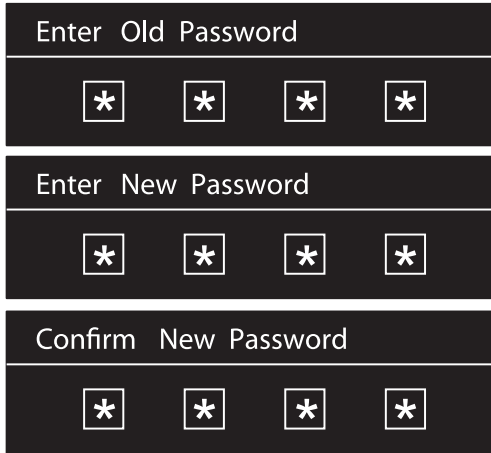 Enter Old Password
* * * *
Enter New Password
* * * *
Confirm New Password
* * * *